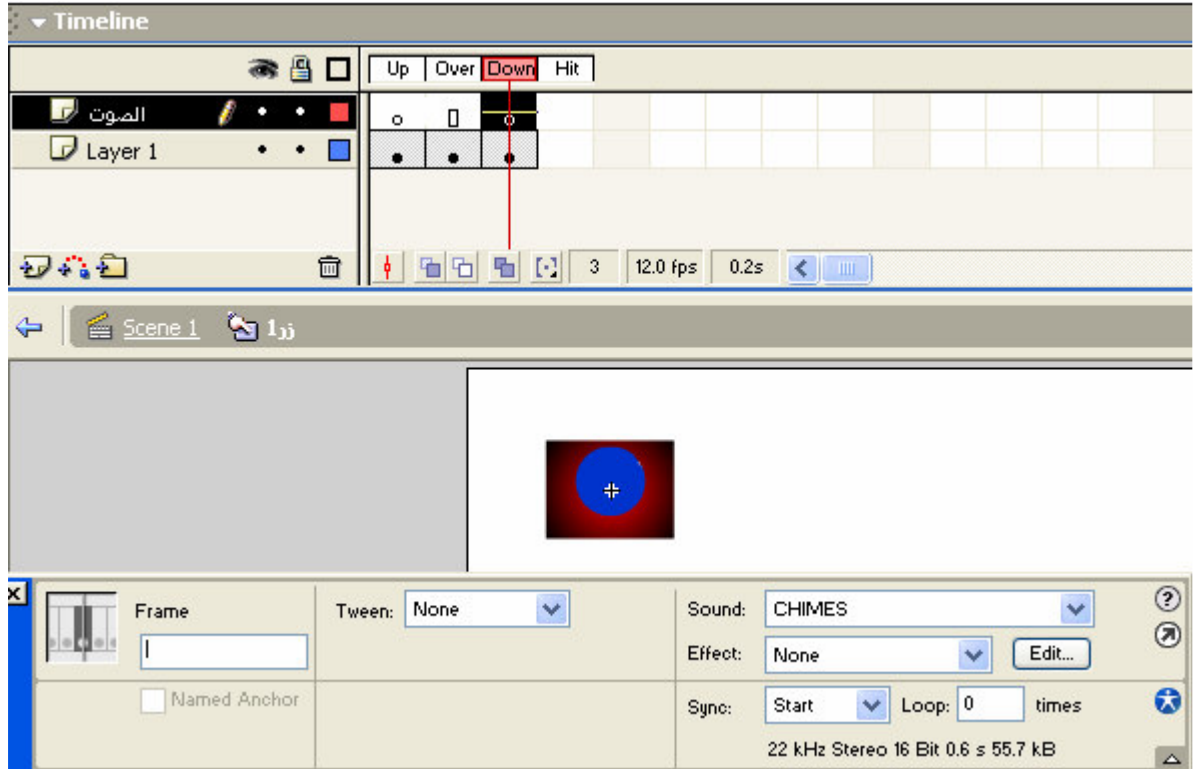 Timeline
Up Over Down Hit
الصوت
Layer 1
3 12.0 fps 0.2s
Scene 1 زر1
Frame Tween: None Sound: CHIMES
Effect: None Edit...
Named Anchor Sync: Start Loop: 0 times
22 kHz Stereo 16 Bit 0.6 s 55.7 kB